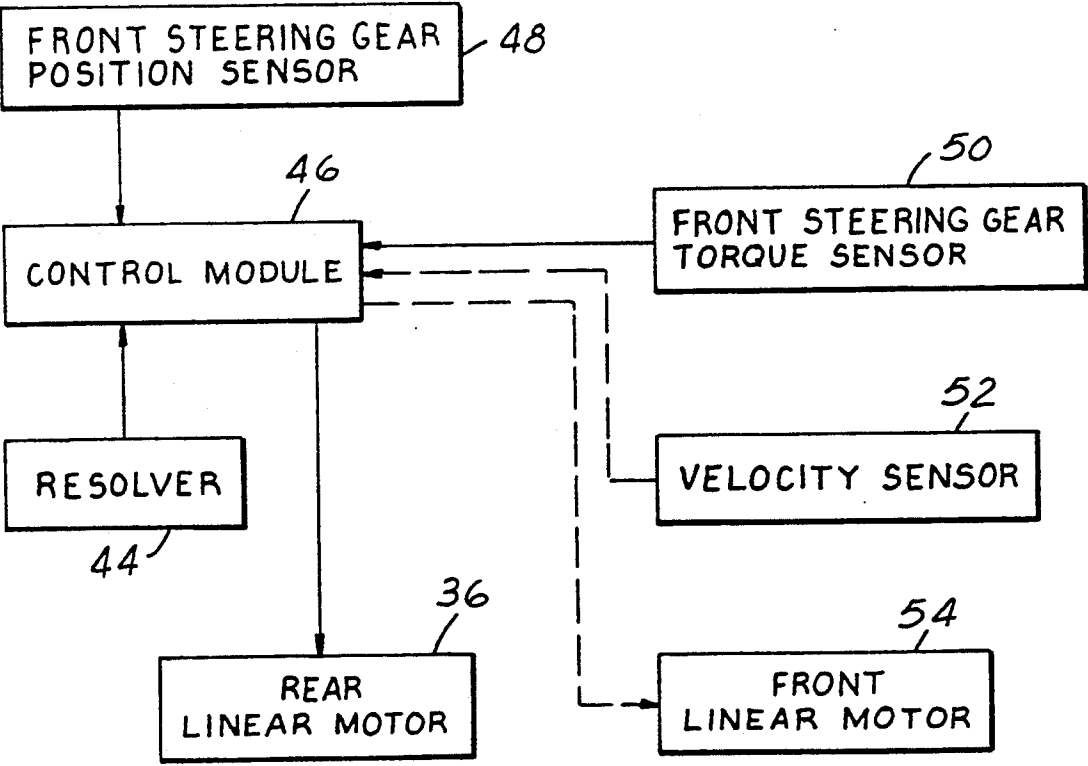 FRONT STEERING GEAR
POSITION SENSOR
48
46
CONTROL MODULE
50
FRONT STEERING GEAR
TORQUE SENSOR
52
VELOCITY SENSOR
RESOLVER
44
36
REAR
LINEAR MOTOR
54
FRONT
LINEAR MOTOR